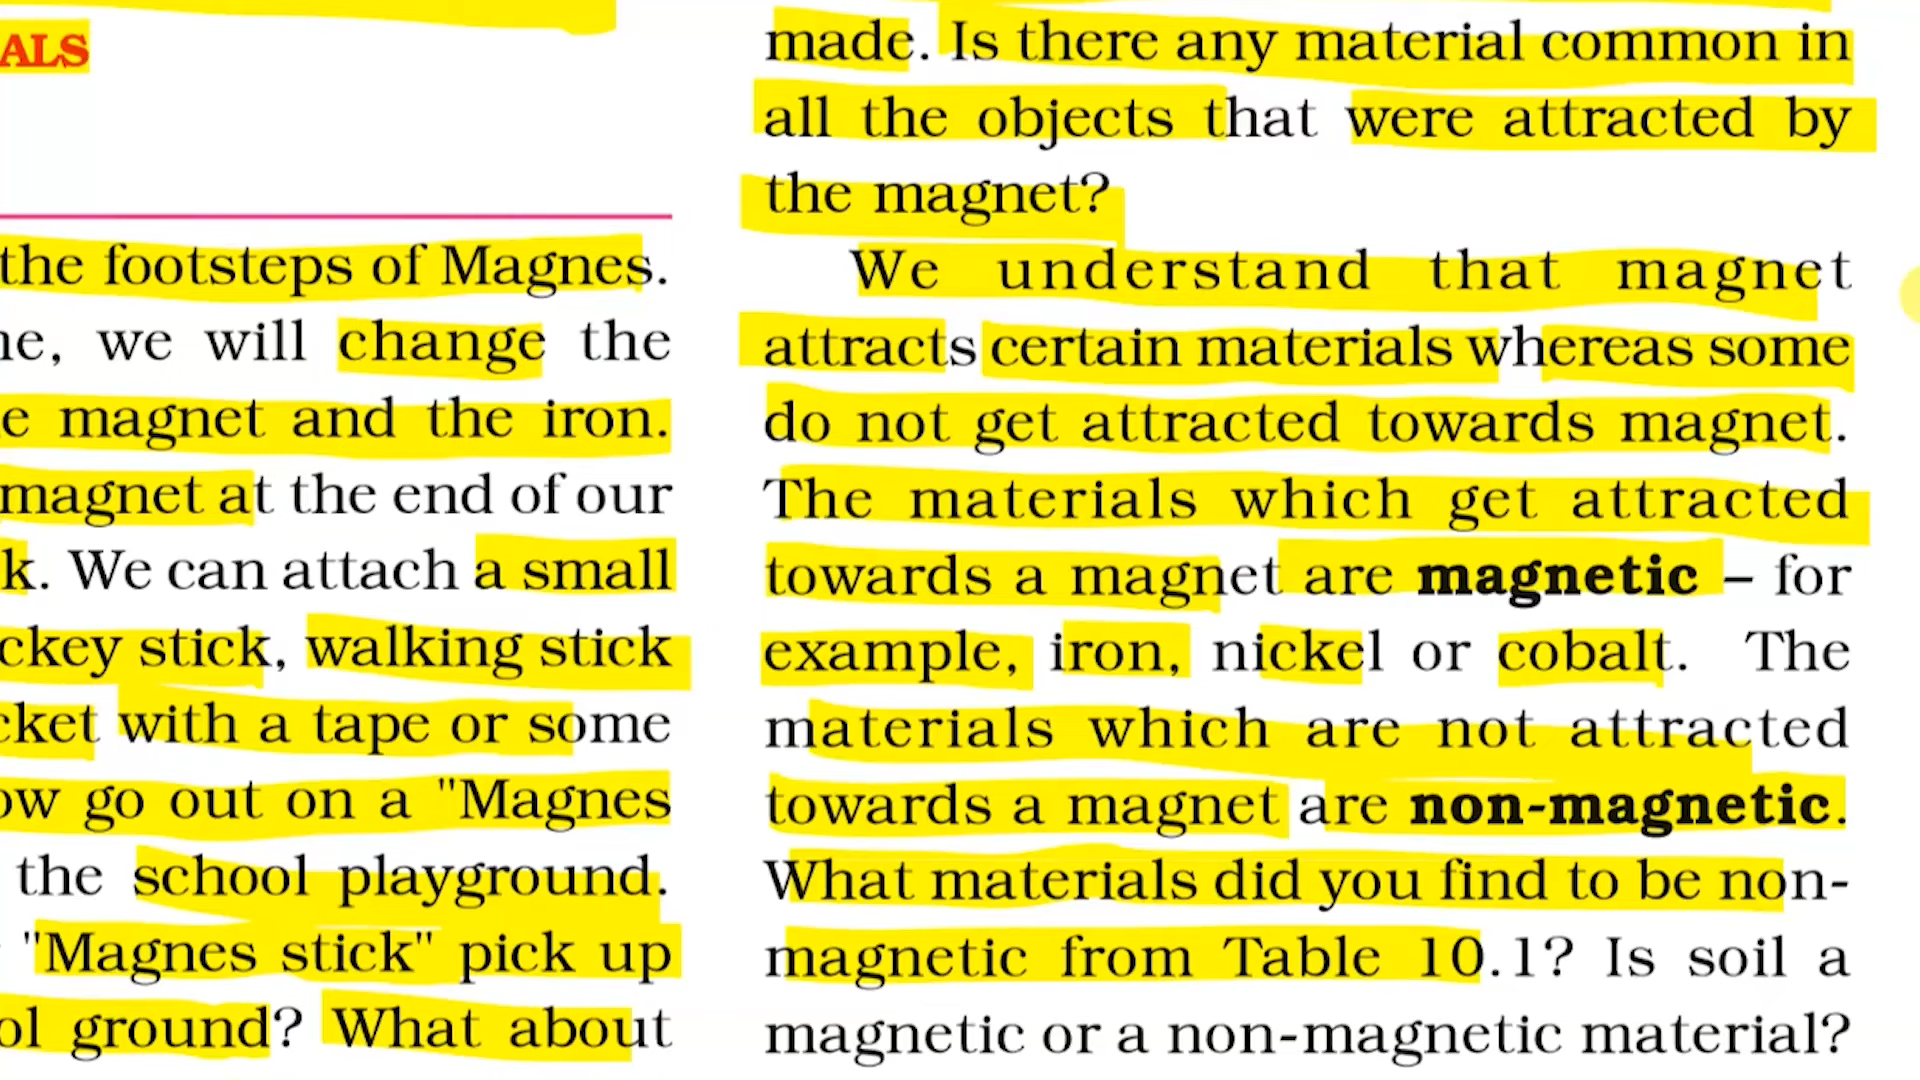 ALS
the footsteps of Magnes.
we will change the
magnet and the iron.
magnet at the end of our
k. We can attach a small
ckey stick, walking stick
cket with a tape or some
ow go out on a "Magnes
the school playground.
"Magnes stick" pick up
ol ground? What about
made. Is there any material common in
all the objects that were attracted by
the magnet?
We understand that magnet
attracts certain materials whereas some
do not get attracted towards magnet.
The materials which get attracted
towards a magnet are magnetic – for
example, iron, nickel or cobalt. The
materials which are not attracted
towards a magnet are non-magnetic.
What materials did you find to be non-
magnetic from Table 10.1? Is soil a
magnetic or a non-magnetic material?